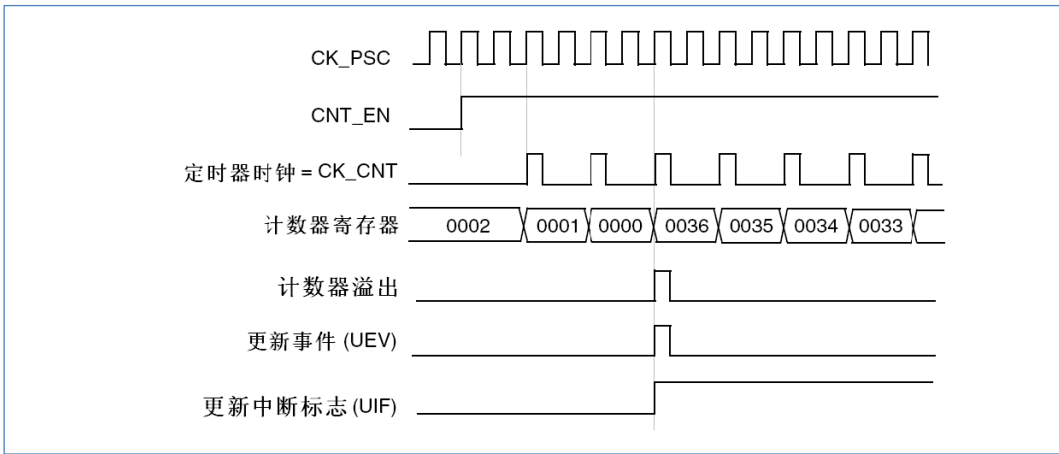 CK_PSC
CNT_EN
定时器时钟 = CK_CNT
计数器寄存器 0002 0001 0000 0036 0035 0034 0033
计数器溢出
更新事件 (UEV)
更新中断标志 (UIF)